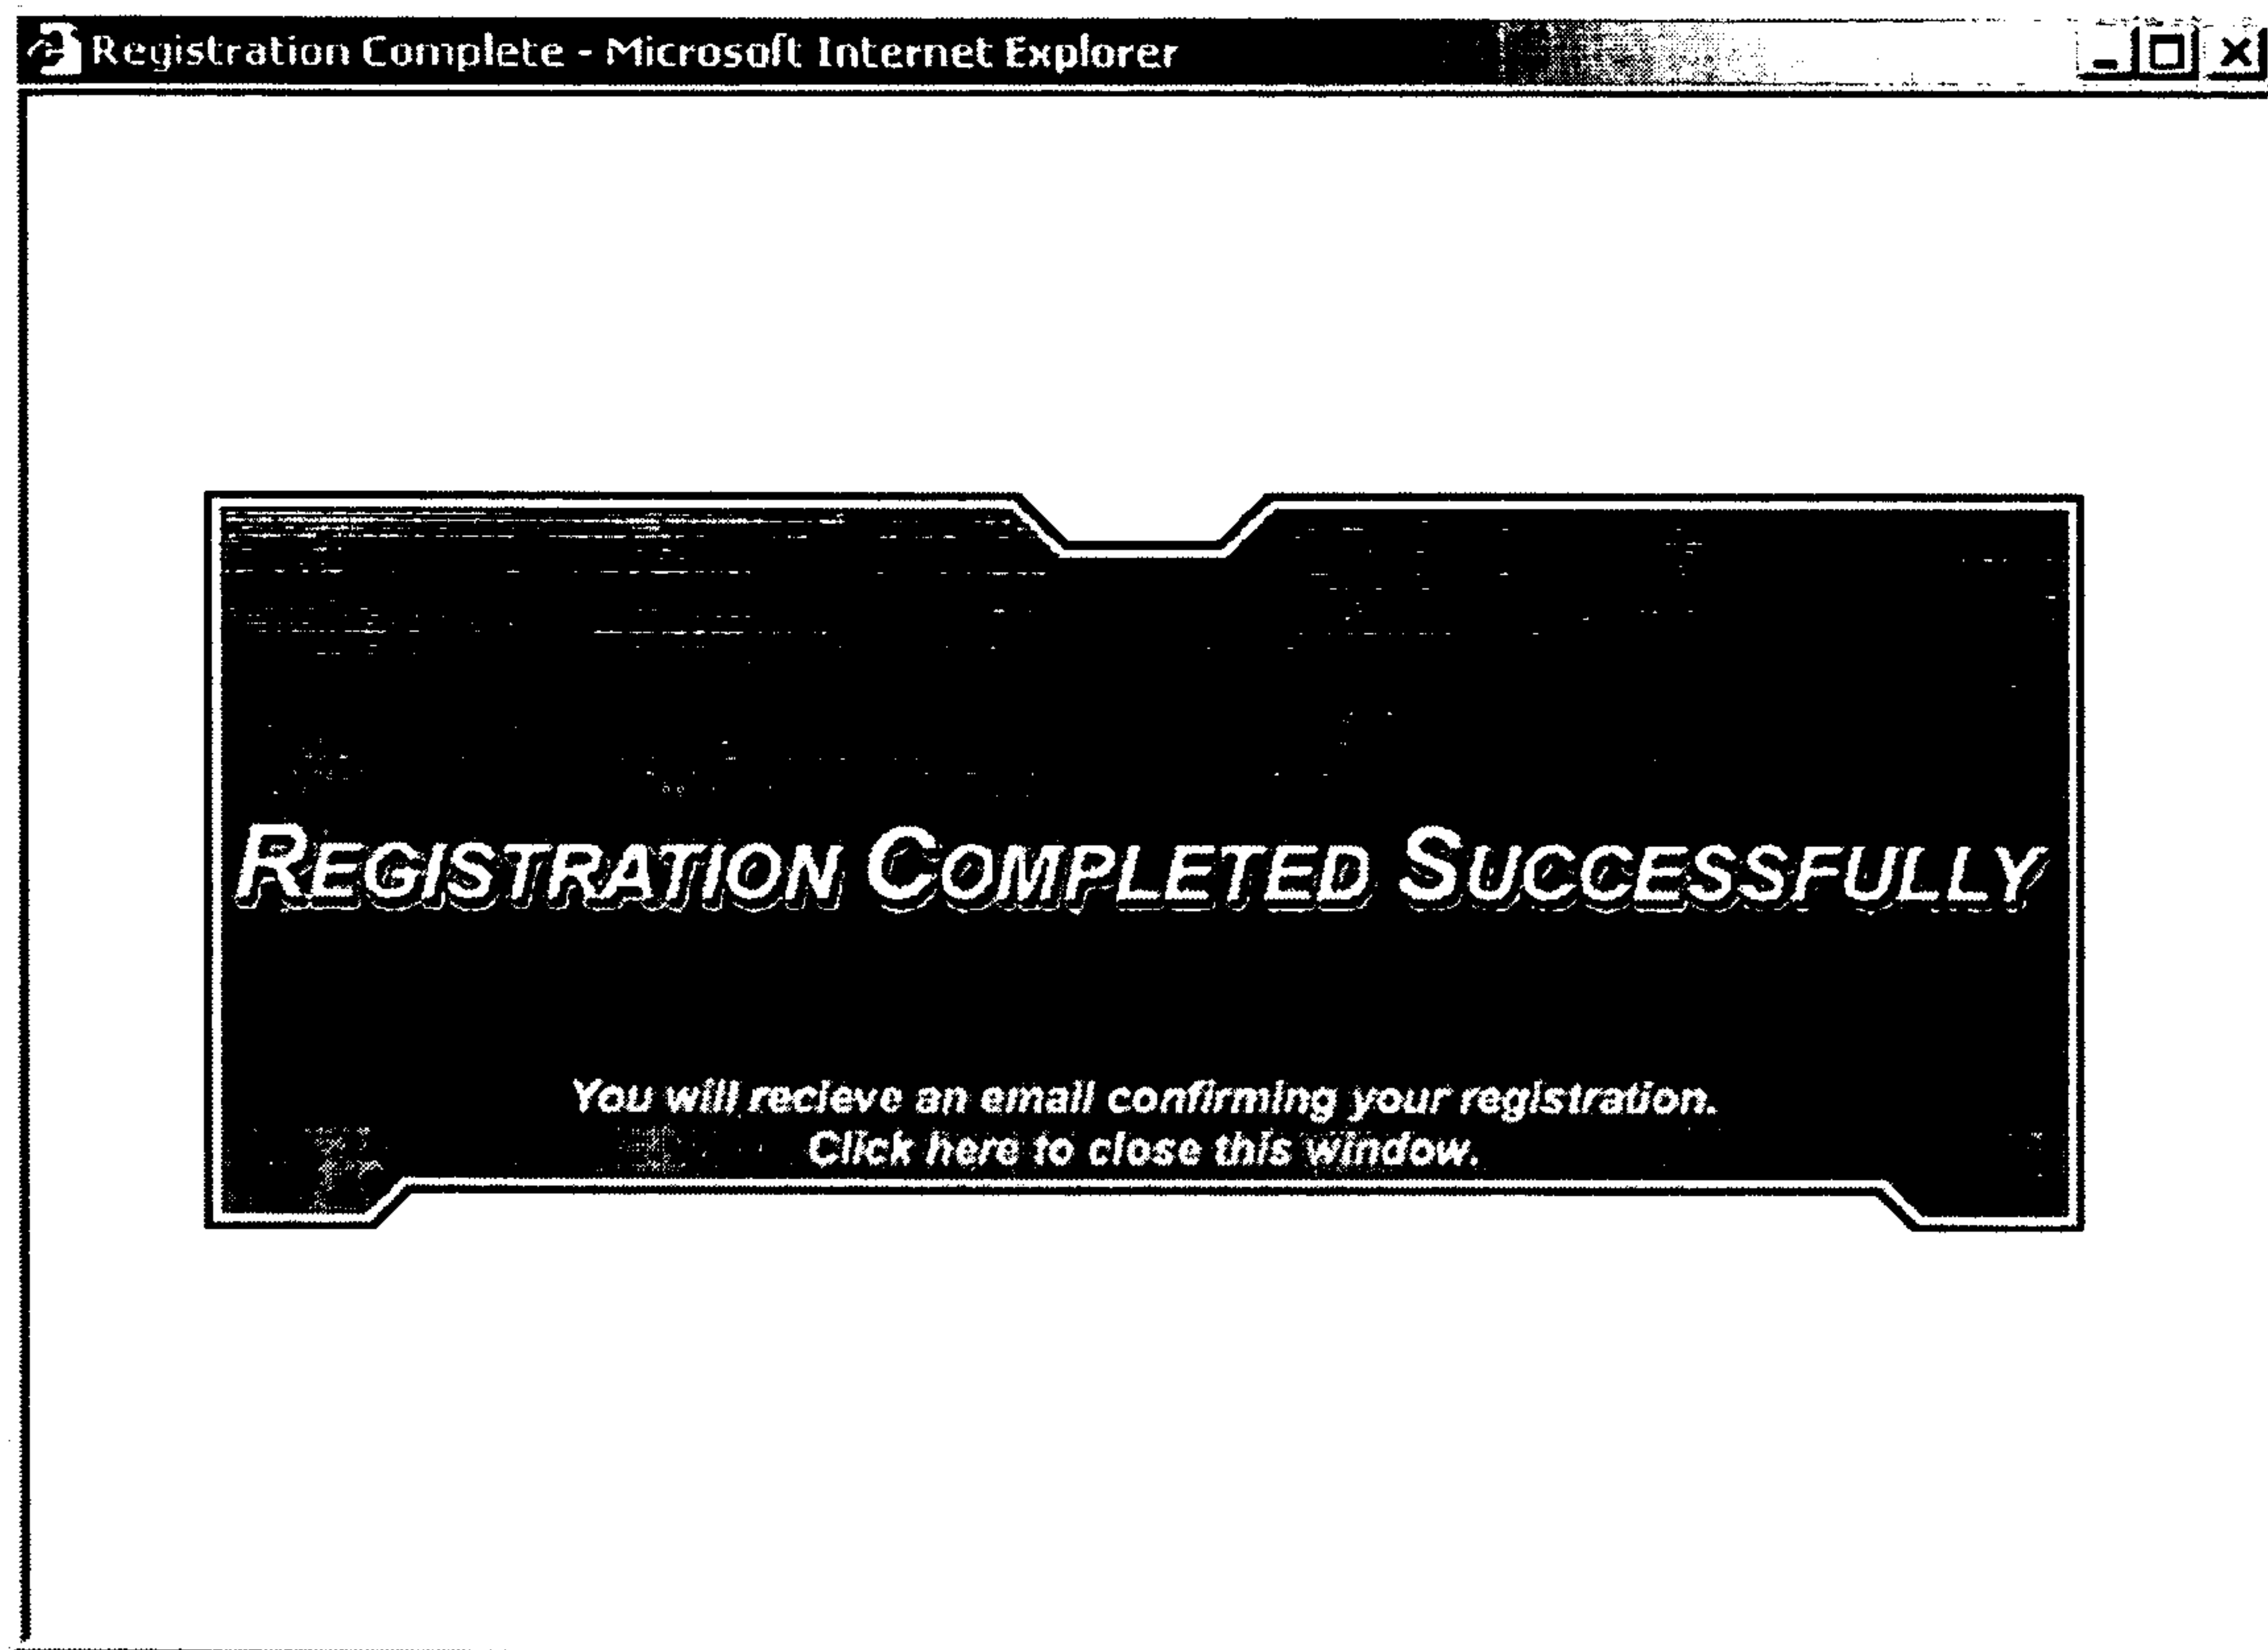 Registration Complete - Microsoft Internet Explorer
REGISTRATION COMPLETED SUCCESSFULLY
You will recieve an email confirming your registration.
Click here to close this window.